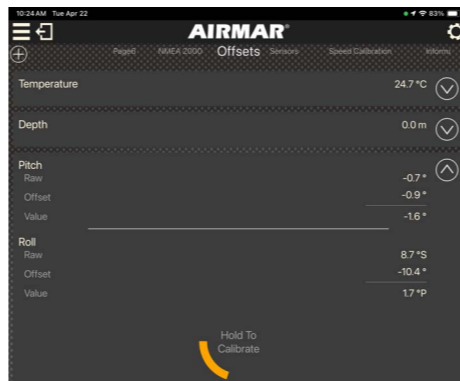 10:24 AM Tue Apr 22 83%
AIRMAR®
Page8 NMEA 2000 Offsets Sensors Speed Calibration Informa
Temperature 24.7 °C
Depth 0.0 m
Pitch
Raw -0.7 °
Offset -0.9 °
Value -1.6 °
Roll
Raw 8.7 °S
Offset -10.4 °
Value 1.7 °P
Hold To
Calibrate